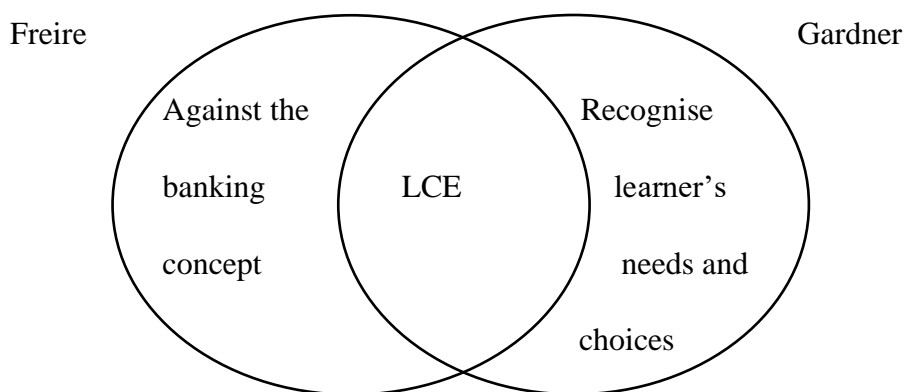 Freire
Gardner
Against the
banking
concept
LCE
Recognise
learner’s
needs and
choices